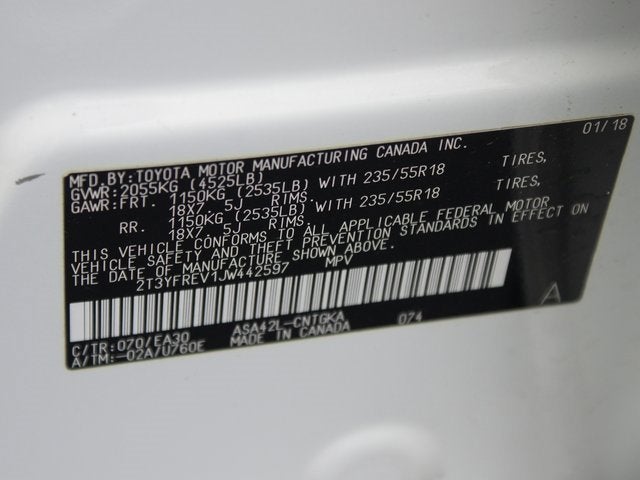 01/18
MFD.BY:TOYOTA MOTOR MANUFACTURING CANADA INC.
GVWR:2055KG (4525LB)
GAWR:FRT. 1150KG (2535LB) WITH 235/55R18 TIRES,
18X7. 5J RIMS.
RR. 1150KG (2535LB) WITH 235/55R18 TIRES,
18X7. 5J RIMS.
THIS VEHICLE CONFORMS TO ALL APPLICABLE FEDERAL MOTOR
VEHICLE SAFETY AND THEFT PREVENTION STANDARDS IN EFFECT ON
THE DATE OF MANUFACTURE SHOWN ABOVE.
2T3YFREV1JW442597 MPV
A
C/TR:070/EA30 ASA42L-CNTGKA 074
A/TM:-02A/U760E MADE IN CANADA